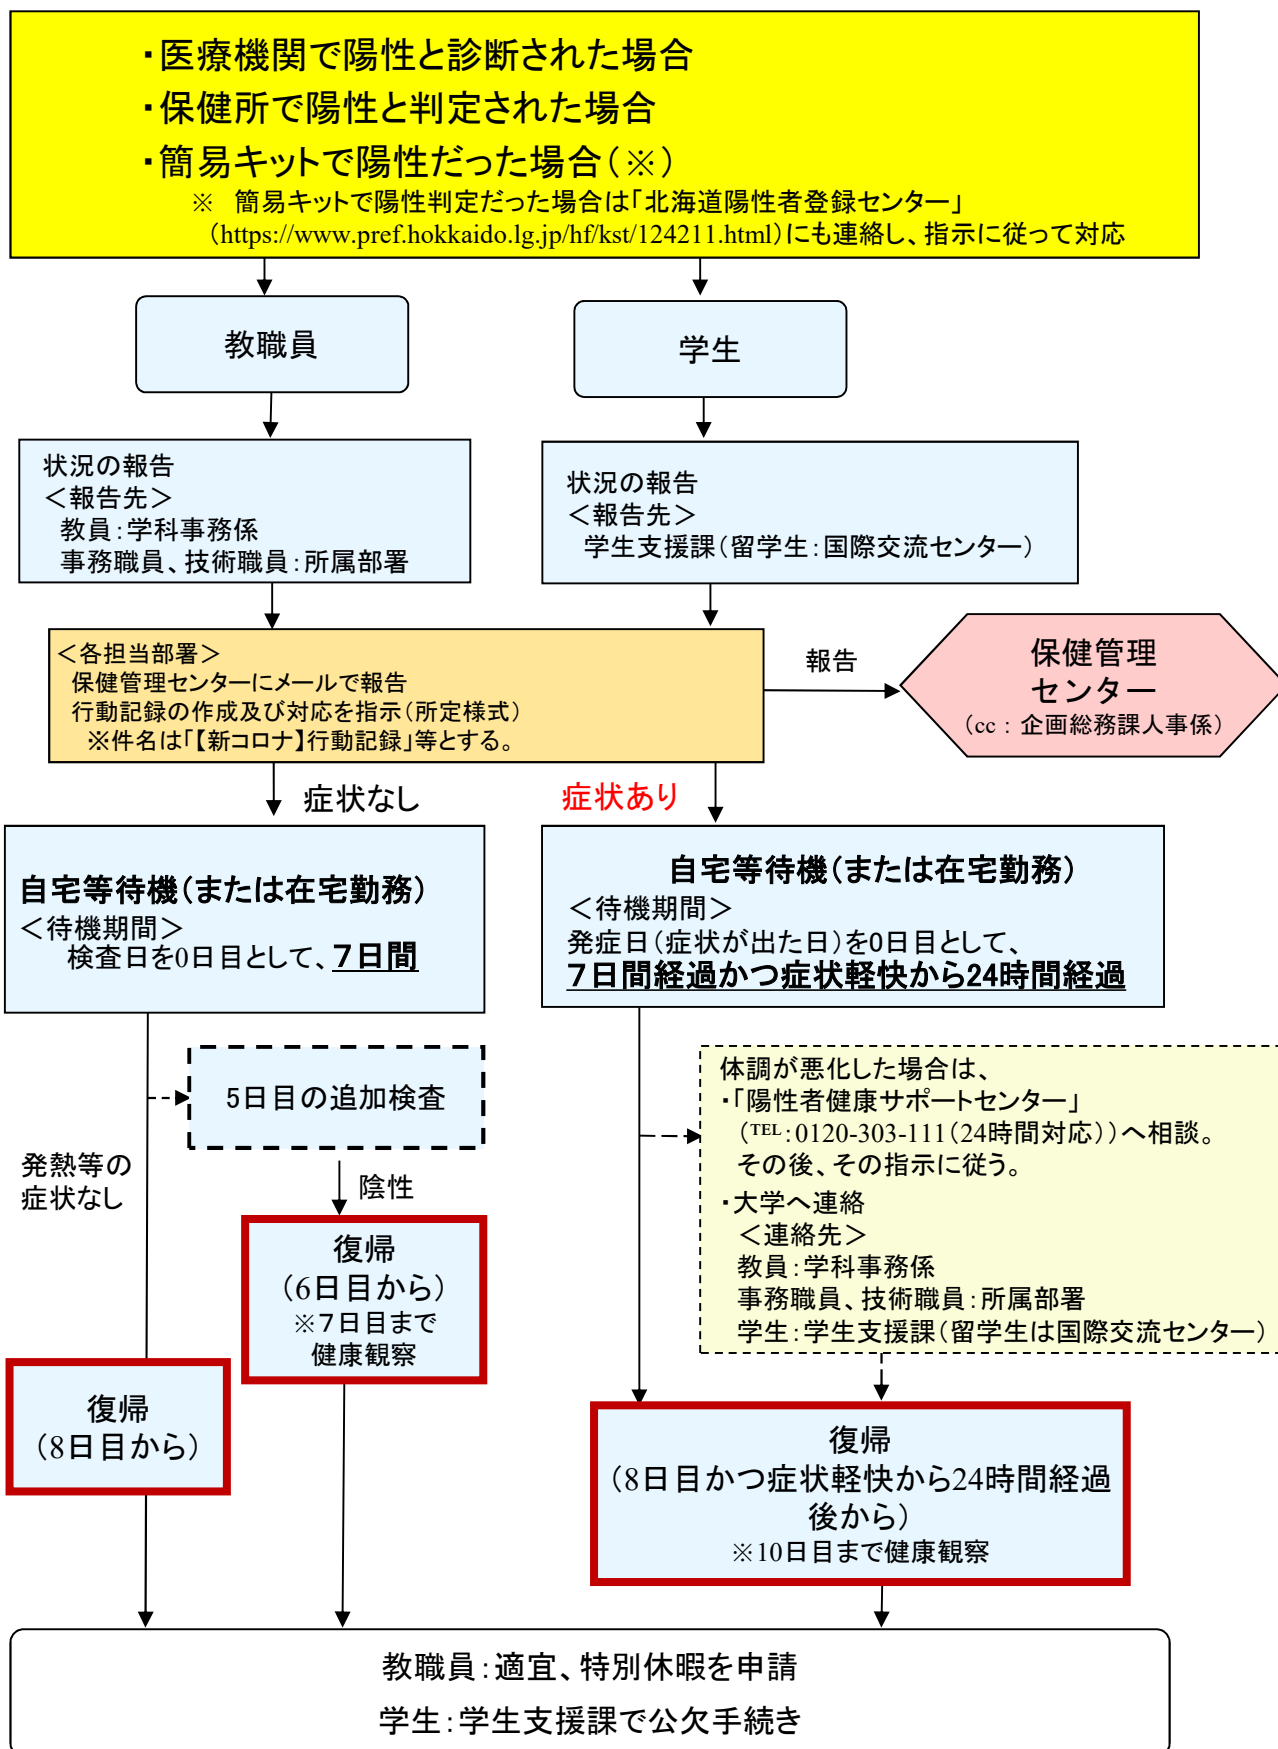 ・医療機関で陽性と診断された場合
・保健所で陽性と判定された場合
・簡易キットで陽性だった場合（※）
※　簡易キットで陽性判定だった場合は「北海道陽性者登録センター」
（https://www.pref.hokkaido.lg.jp/hf/kst/124211.html）にも連絡し、指示に従って対応
教職員
学生
状況の報告
＜報告先＞
教員：学科事務係
事務職員、技術職員：所属部署
状況の報告
＜報告先＞
学生支援課（留学生：国際交流センター）
＜各担当部署＞
保健管理センターにメールで報告
行動記録の作成及び対応を指示（所定様式）
※件名は「【新コロナ】行動記録」等とする。
報告
保健管理
センター
（cc：企画総務課人事係）
症状なし
症状あり
自宅等待機（または在宅勤務）
＜待機期間＞
検査日を0日目として、７日間
自宅等待機（または在宅勤務）
＜待機期間＞
発症日（症状が出た日）を0日目として、
７日間経過かつ症状軽快から24時間経過
5日目の追加検査
発熱等の
症状なし
陰性
復帰
（6日目から）
※７日目まで
健康観察
体調が悪化した場合は、
・「陽性者健康サポートセンター」
（TEL：0120-303-111（24時間対応））へ相談。
その後、その指示に従う。
・大学へ連絡
＜連絡先＞
教員：学科事務係
事務職員、技術職員：所属部署
学生：学生支援課（留学生は国際交流センター）
復帰
（8日目から）
復帰
（8日目かつ症状軽快から24時間経過
後から）
※10日目まで健康観察
教職員：適宜、特別休暇を申請
学生：学生支援課で公欠手続き